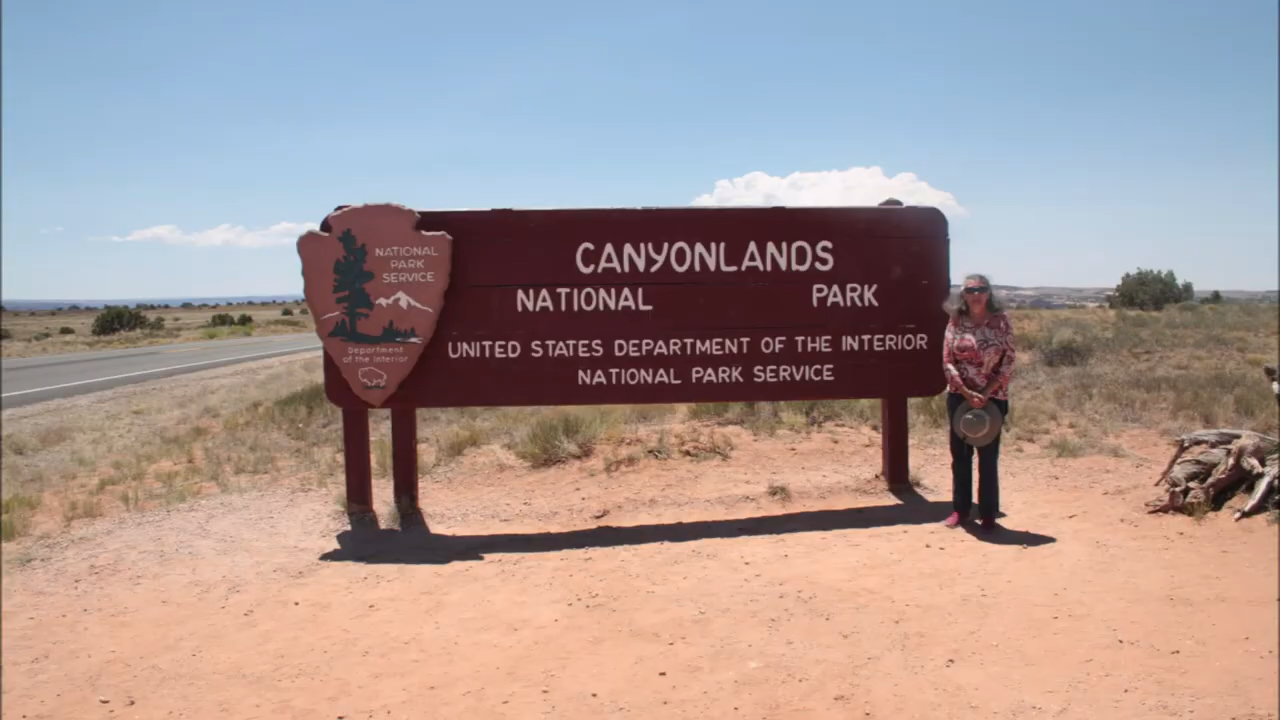 NATIONAL
PARK
SERVICE
Department
of the Interior
CANYONLANDS
NATIONAL PARK
UNITED STATES DEPARTMENT OF THE INTERIOR
NATIONAL PARK SERVICE